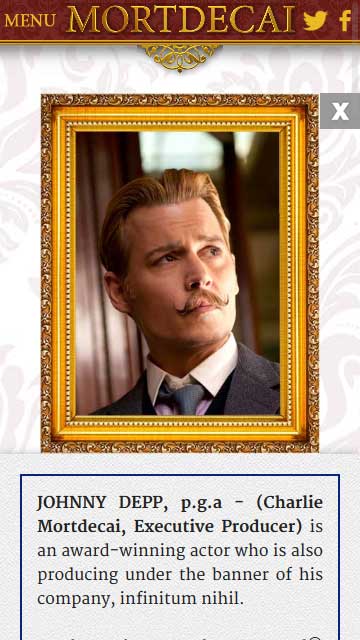 MENU MORTDECAI
X
JOHNNY DEPP, p.g.a - (Charlie
Mortdecai, Executive Producer) is
an award-winning actor who is also
producing under the banner of his
company, infinitum nihil.